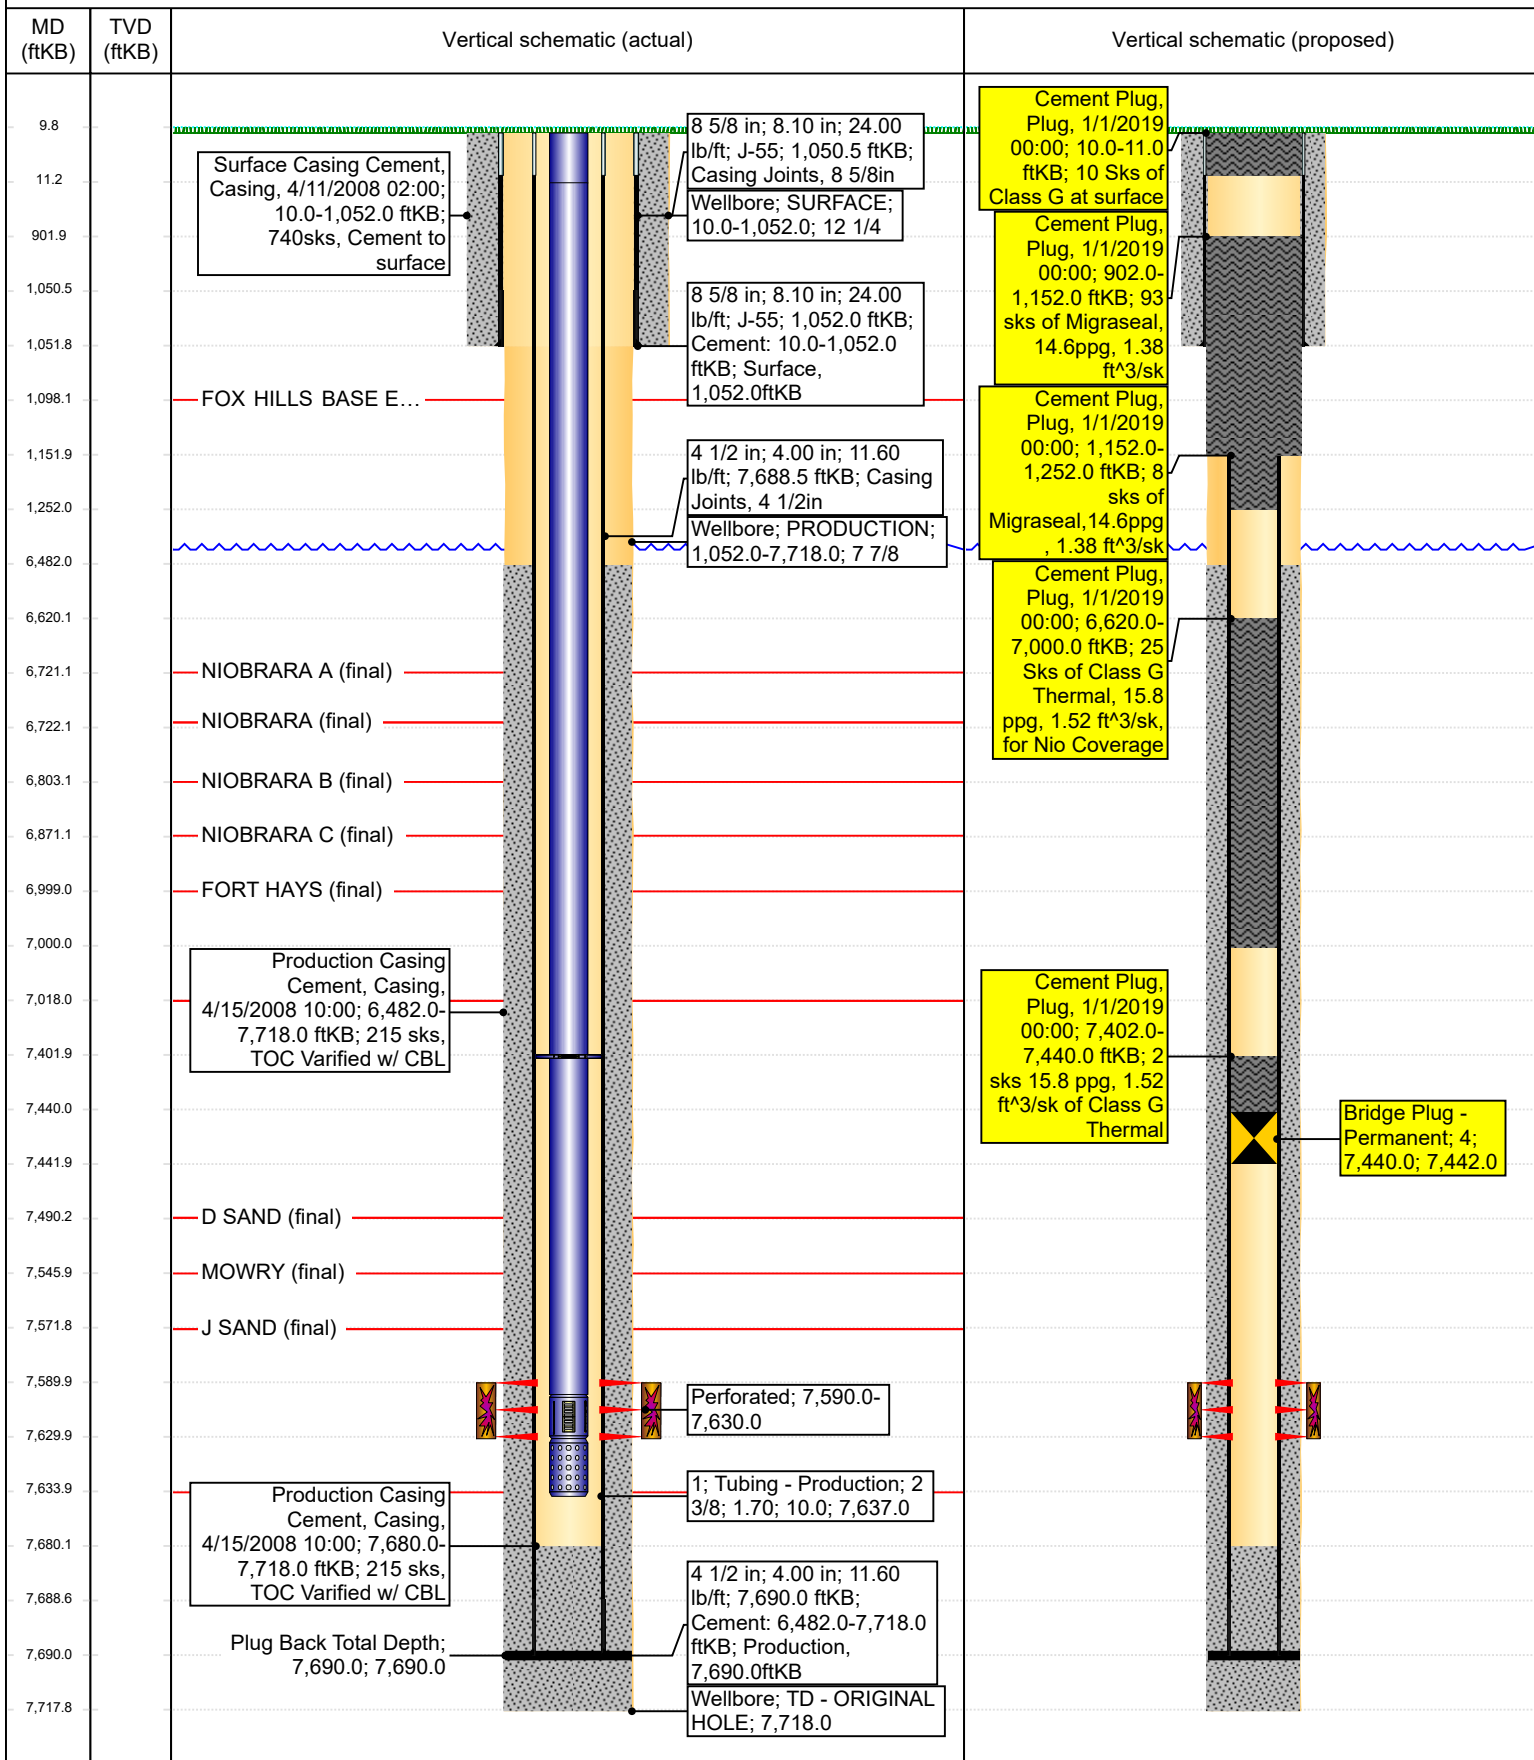 MD
(ftKB)
TVD
(ftKB)
Vertical schematic (actual)
Vertical schematic (proposed)
9.8
11.2
901.9
1,050.5
1,051.8
1,098.1
1,151.9
1,252.0
6,482.0
6,620.1
6,721.1
6,722.1
6,803.1
6,871.1
6,999.0
7,000.0
7,018.0
7,401.9
7,440.0
7,441.9
7,490.2
7,545.9
7,571.8
7,589.9
7,629.9
7,633.9
7,680.1
7,688.6
7,690.0
7,717.8
Surface Casing Cement,
Casing, 4/11/2008 02:00;
10.0-1,052.0 ftKB;
740sks, Cement to
surface
FOX HILLS BASE E...
NIOBRARA A (final)
NIOBRARA (final)
NIOBRARA B (final)
NIOBRARA C (final)
FORT HAYS (final)
Production Casing
Cement, Casing,
4/15/2008 10:00; 6,482.0-
7,718.0 ftKB; 215 sks,
TOC Varified w/ CBL
D SAND (final)
MOWRY (final)
J SAND (final)
Production Casing
Cement, Casing,
4/15/2008 10:00; 7,680.0-
7,718.0 ftKB; 215 sks,
TOC Varified w/ CBL
Plug Back Total Depth;
7,690.0; 7,690.0
8 5/8 in; 8.10 in; 24.00
lb/ft; J-55; 1,050.5 ftKB;
Casing Joints, 8 5/8in
Wellbore; SURFACE;
10.0-1,052.0; 12 1/4
8 5/8 in; 8.10 in; 24.00
lb/ft; J-55; 1,052.0 ftKB;
Cement: 10.0-1,052.0
ftKB; Surface,
1,052.0ftKB
4 1/2 in; 4.00 in; 11.60
lb/ft; 7,688.5 ftKB; Casing
Joints, 4 1/2in
Wellbore; PRODUCTION;
1,052.0-7,718.0; 7 7/8
Perforated; 7,590.0-
7,630.0
1; Tubing - Production; 2
3/8; 1.70; 10.0; 7,637.0
4 1/2 in; 4.00 in; 11.60
lb/ft; 7,690.0 ftKB;
Cement: 6,482.0-7,718.0
ftKB; Production,
7,690.0ftKB
Wellbore; TD - ORIGINAL
HOLE; 7,718.0
Cement Plug,
Plug, 1/1/2019
00:00; 10.0-11.0
ftKB; 10 Sks of
Class G at surface
Cement Plug,
Plug, 1/1/2019
00:00; 902.0-
1,152.0 ftKB; 93
sks of Migraseal,
14.6ppg, 1.38
ft^3/sk
Cement Plug,
Plug, 1/1/2019
00:00; 1,152.0-
1,252.0 ftKB; 8
sks of
Migraseal,14.6ppg
, 1.38 ft^3/sk
Cement Plug,
Plug, 1/1/2019
00:00; 6,620.0-
7,000.0 ftKB; 25
Sks of Class G
Thermal, 15.8
ppg, 1.52 ft^3/sk,
for Nio Coverage
Cement Plug,
Plug, 1/1/2019
00:00; 7,402.0-
7,440.0 ftKB; 2
sks 15.8 ppg, 1.52
ft^3/sk of Class G
Thermal
Bridge Plug -
Permanent; 4;
7,440.0; 7,442.0